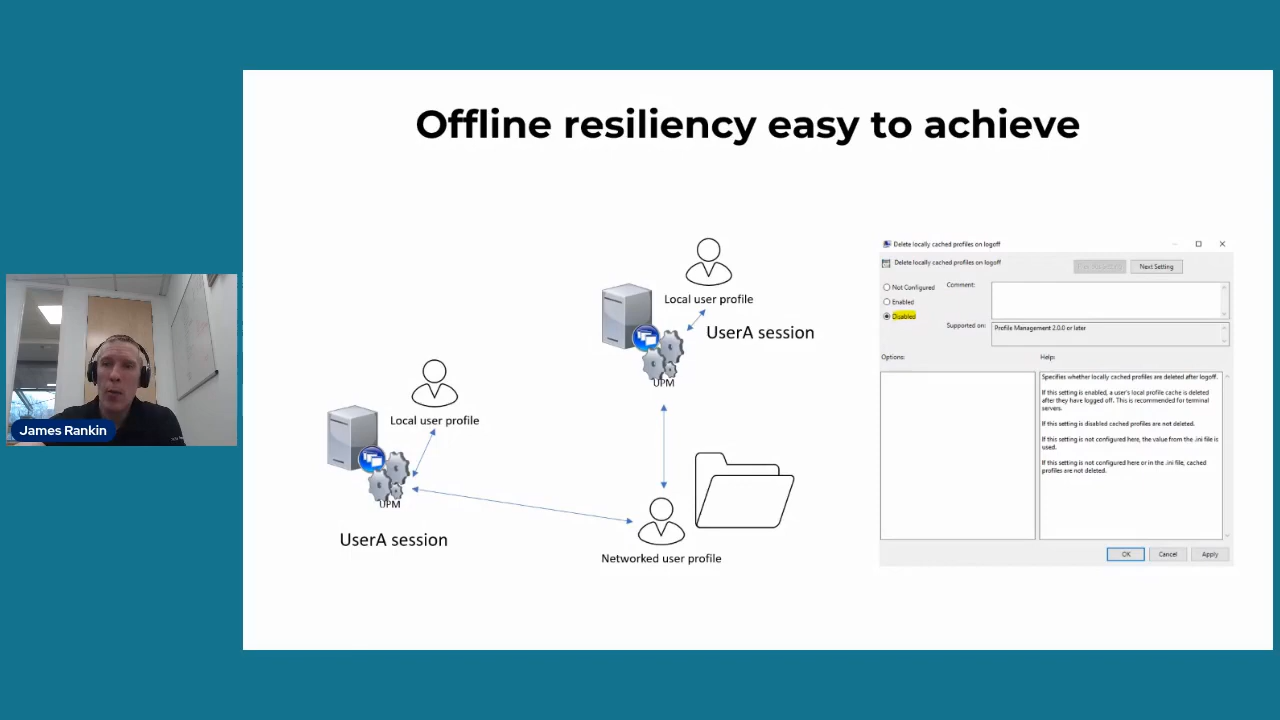 Offline resiliency easy to achieve
Local user profile
UserA session
UPM
Local user profile
UPM
UserA session
Networked user profile
Delete locally cached profiles on logoff
Delete locally cached profiles on logoff
Next Setting
Not Configured
Comment:
Enabled
Disabled
Supported on:
Profile Management 2.0.0 or later
Options:
Help:
Specifies whether locally cached profiles are deleted after logoff.
If this setting is enabled, a user's local profile cache is deleted
after they have logged off. This is recommended for terminal
servers.
If this setting is disabled cached profiles are not deleted.
If this setting is not configured here, the value from the .ini file is
used.
If this setting is not configured here or in the .ini file, cached
profiles are not deleted.
OK
Cancel
Apply
James Rankin